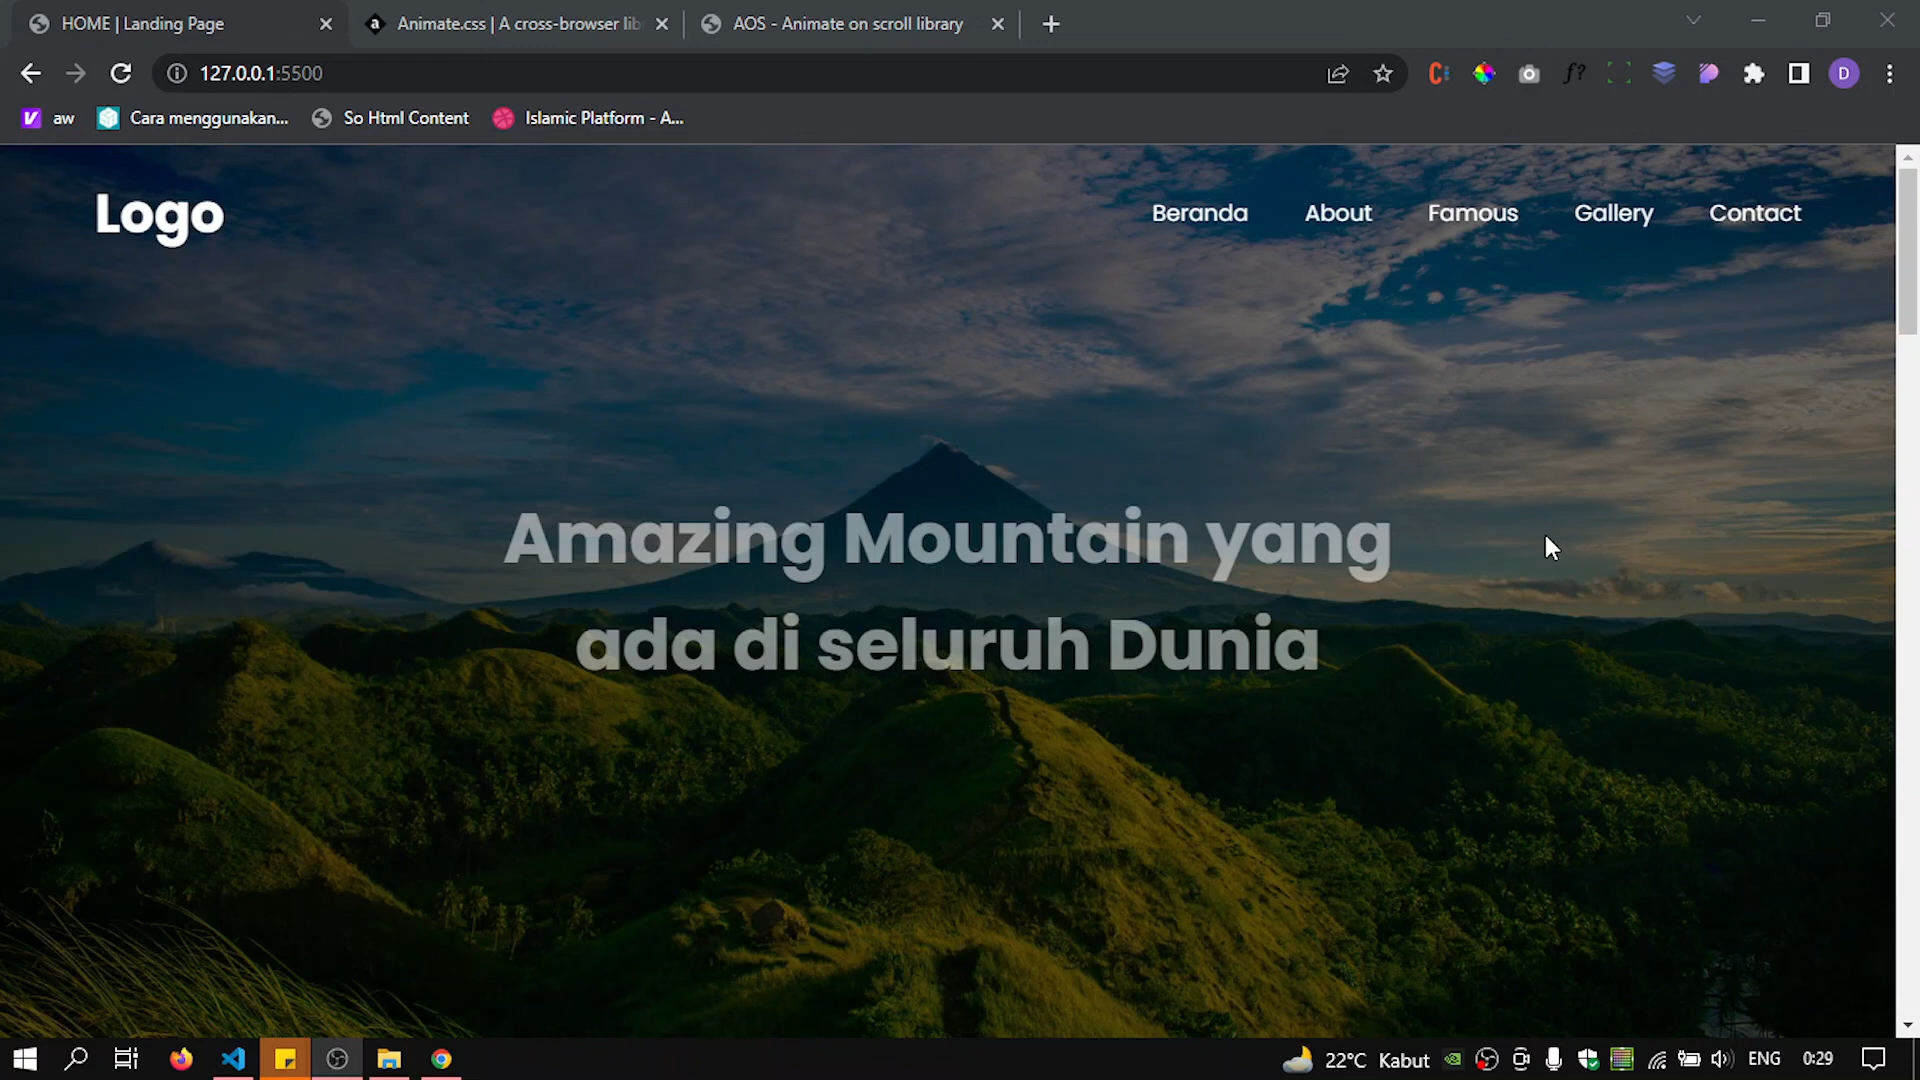 HOME | Landing Page
Animate.css | A cross-browser lib
AOS - Animate on scroll library
127.0.0.1:5500
D
aw
Cara menggunakan...
So Html Content
Islamic Platform - A...
Logo
Beranda
About
Famous
Gallery
Contact
Amazing Mountain yang
ada di seluruh Dunia
22°C Kabut
ENG
0:29